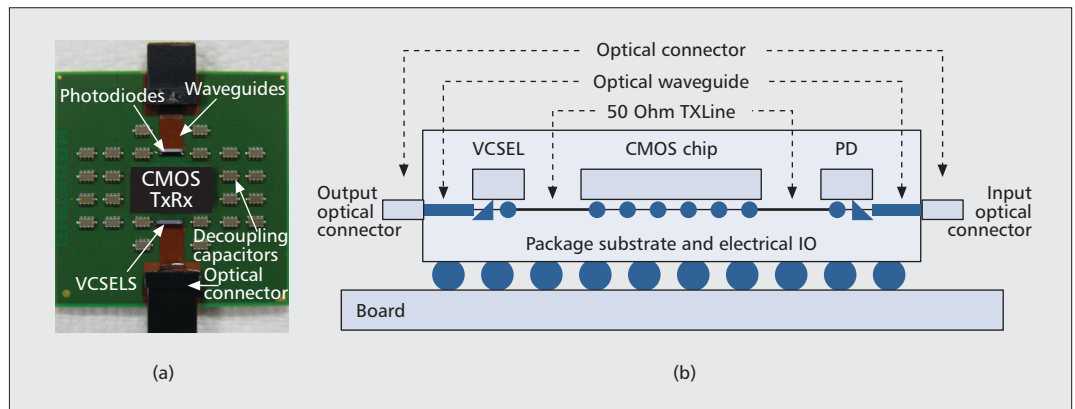 Photodiodes
Waveguides
CMOS
TxRx
Decoupling
capacitors
VCSELS
Optical
connector
(a)
Optical connector
Optical waveguide
50 Ohm TXLine
VCSEL
CMOS chip
PD
Output
optical
connector
Input
optical
connector
Package substrate and electrical IO
Board
(b)